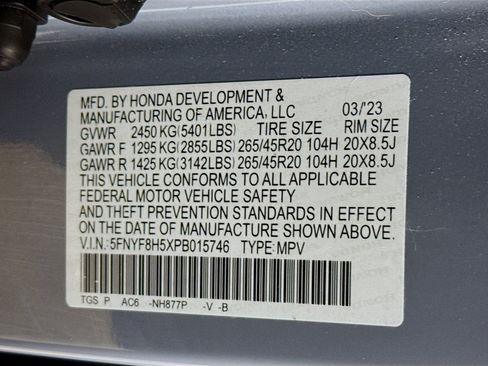 MFD. BY HONDA DEVELOPMENT &
MANUFACTURING OF AMERICA, LLC 03/23
GVWR 2450 KG(5401LBS) TIRE SIZE RIM SIZE
GAWR F 1295 KG(2855LBS) 265/45R20 104H 20X8.5J
GAWR R 1425 KG(3142LBS) 265/45R20 104H 20X8.5J
THIS VEHICLE CONFORMS TO ALL APPLICABLE
FEDERAL MOTOR VEHICLE SAFETY
AND THEFT PREVENTION STANDARDS IN EFFECT
ON THE DATE OF MANUFACTURE SHOWN ABOVE.
V.I.N.: 5FNYF8H5XPB015746 TYPE: MPV
TGS P AC6 -NH877P -V -B